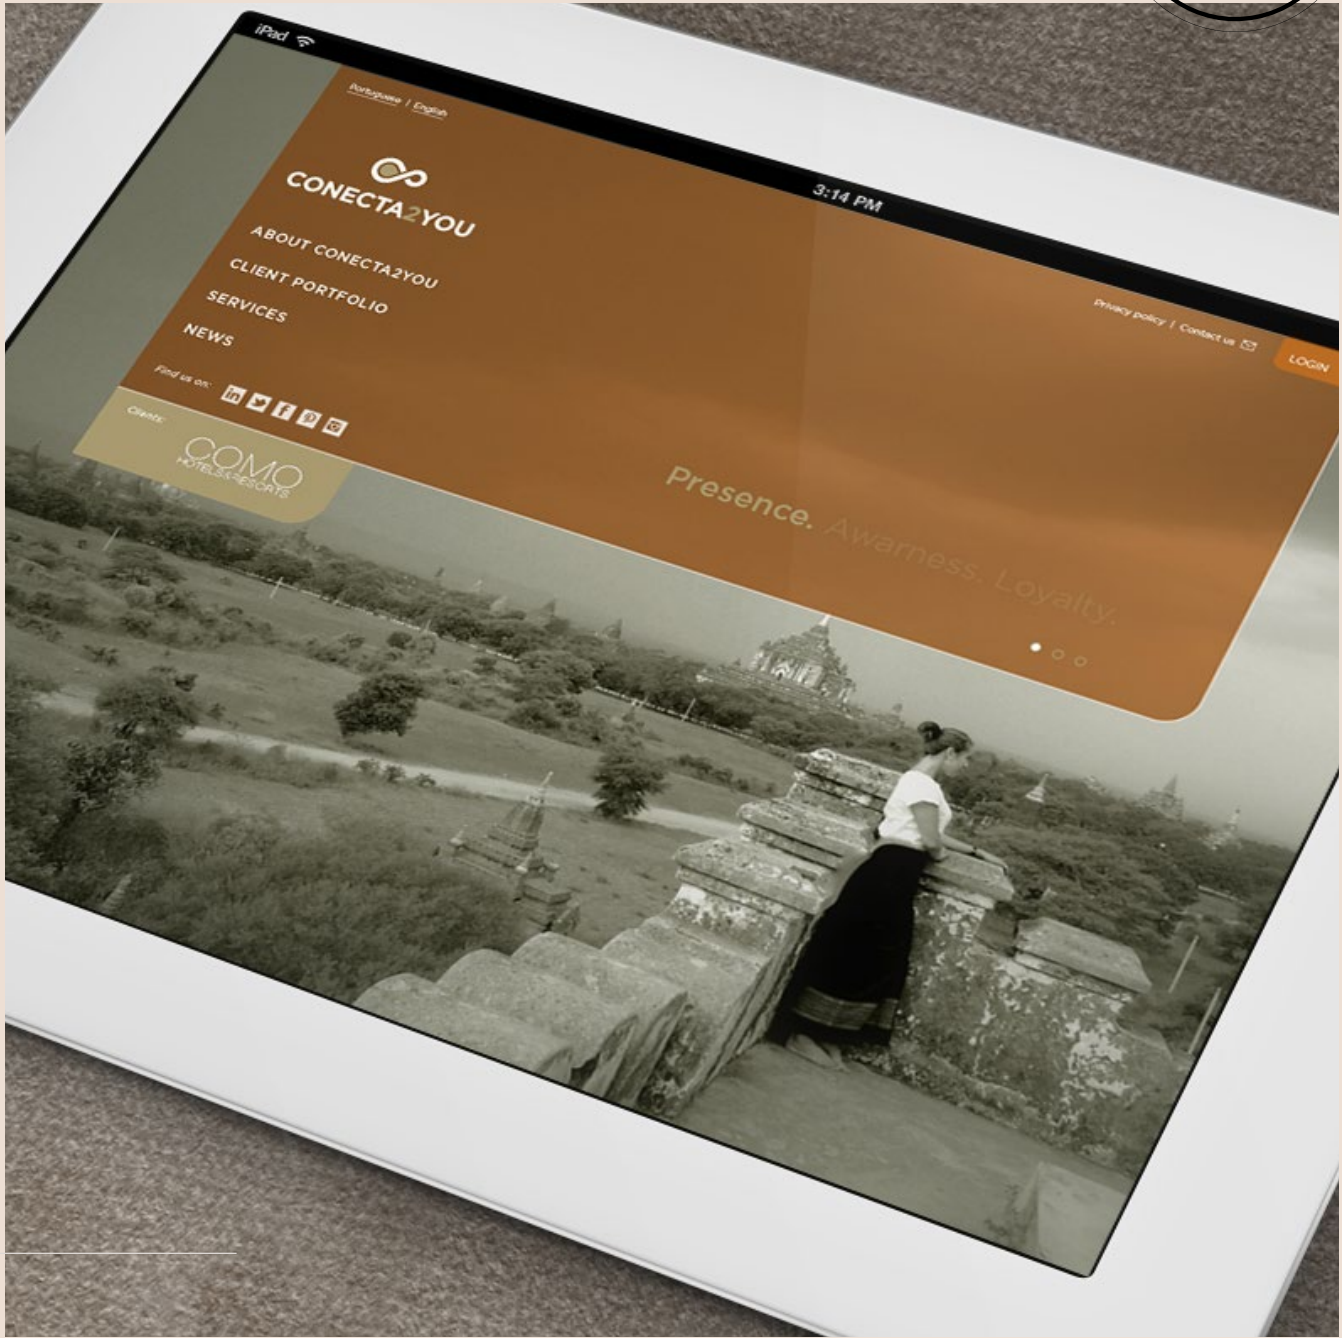 iPad
3:14 PM
Portuguese | English
CONECTA2YOU
ABOUT CONECTA2YOU
CLIENT PORTFOLIO
SERVICES
NEWS
Find us on:
Privacy policy | Contact us
LOGIN
Clients:
COMO
HOTELS&RESORTS
Presence. Awarness. Loyalty.